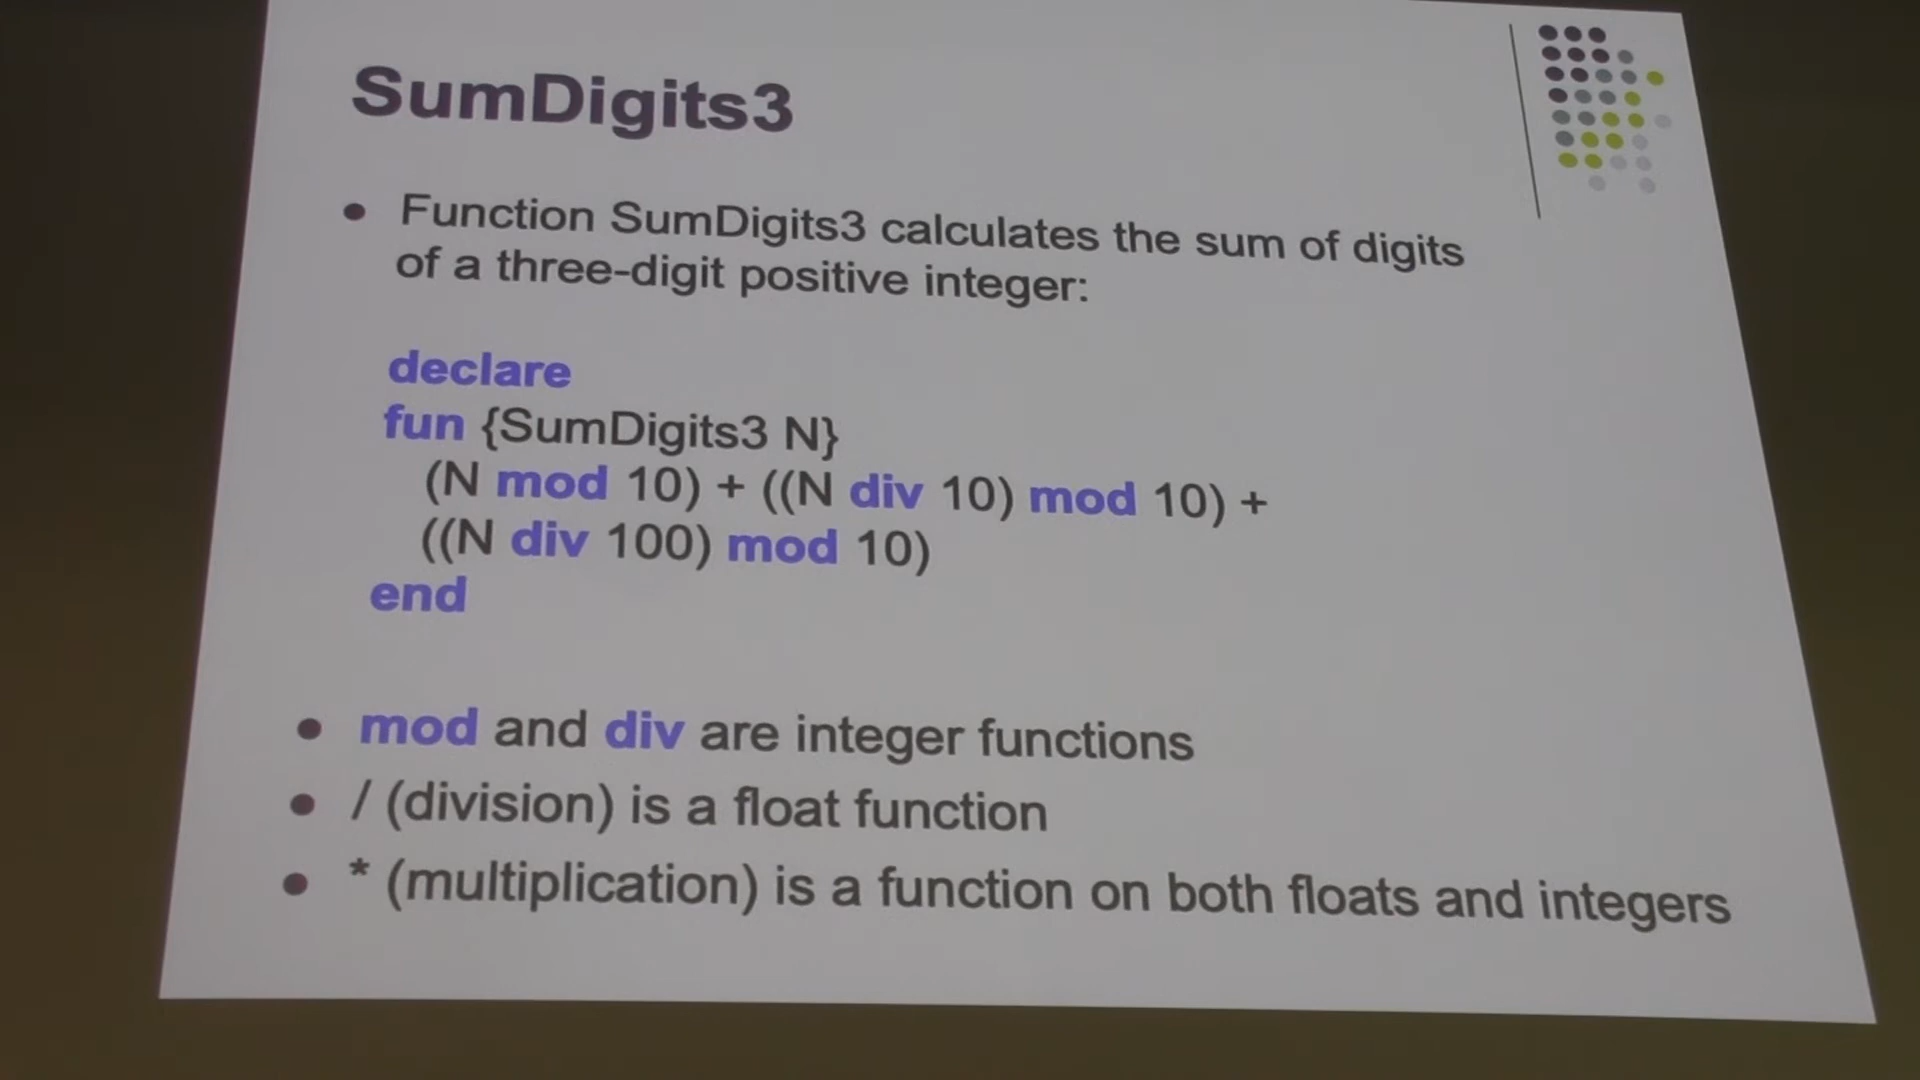 SumDigits3
• Function SumDigits3 calculates the sum of digits
of a three-digit positive integer:
declare
fun {SumDigits3 N}
(N mod 10) + ((N div 10) mod 10) +
((N div 100) mod 10)
end
• mod and div are integer functions
• / (division) is a float function
• * (multiplication) is a function on both floats and integers